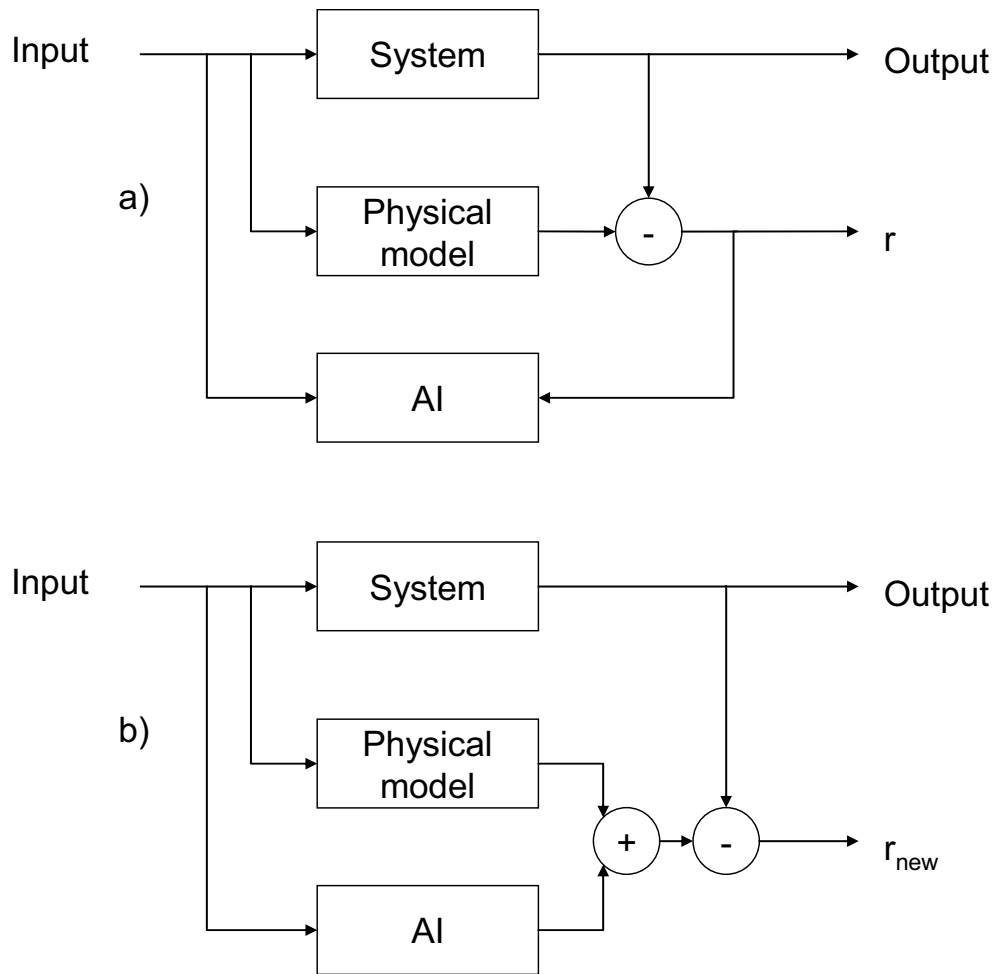 Input
System
Output
a)
Physical
model
-
r
AI
Input
System
Output
b)
Physical
model
+
-
r_new
AI